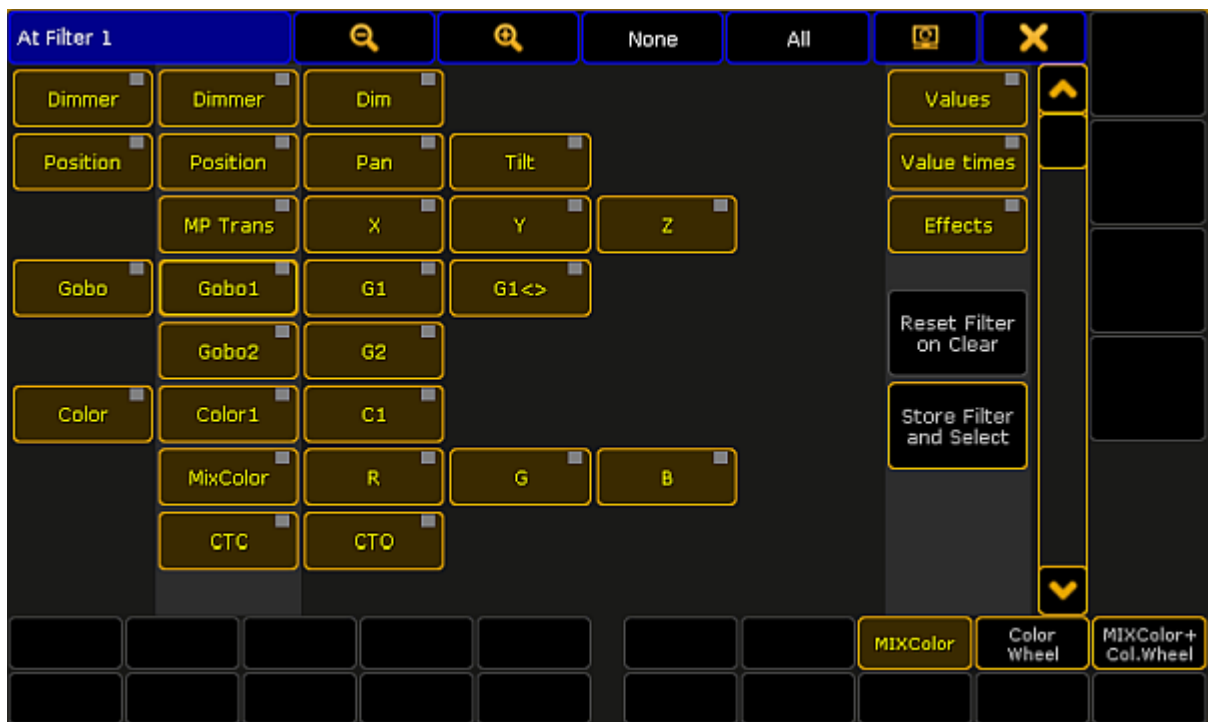 At Filter 1 None All
Dimmer Dimmer Dim Values
Position Position Pan Tilt Value times
MP Trans X Y Z Effects
Gobo Gobo1 G1 G1<>
Reset Filter
on Clear
Gobo2 G2
Color Color1 C1
Store Filter
and Select
MixColor R G B
CTC CTO
MIXColor
Color
Wheel
MIXColor+
Col.Wheel